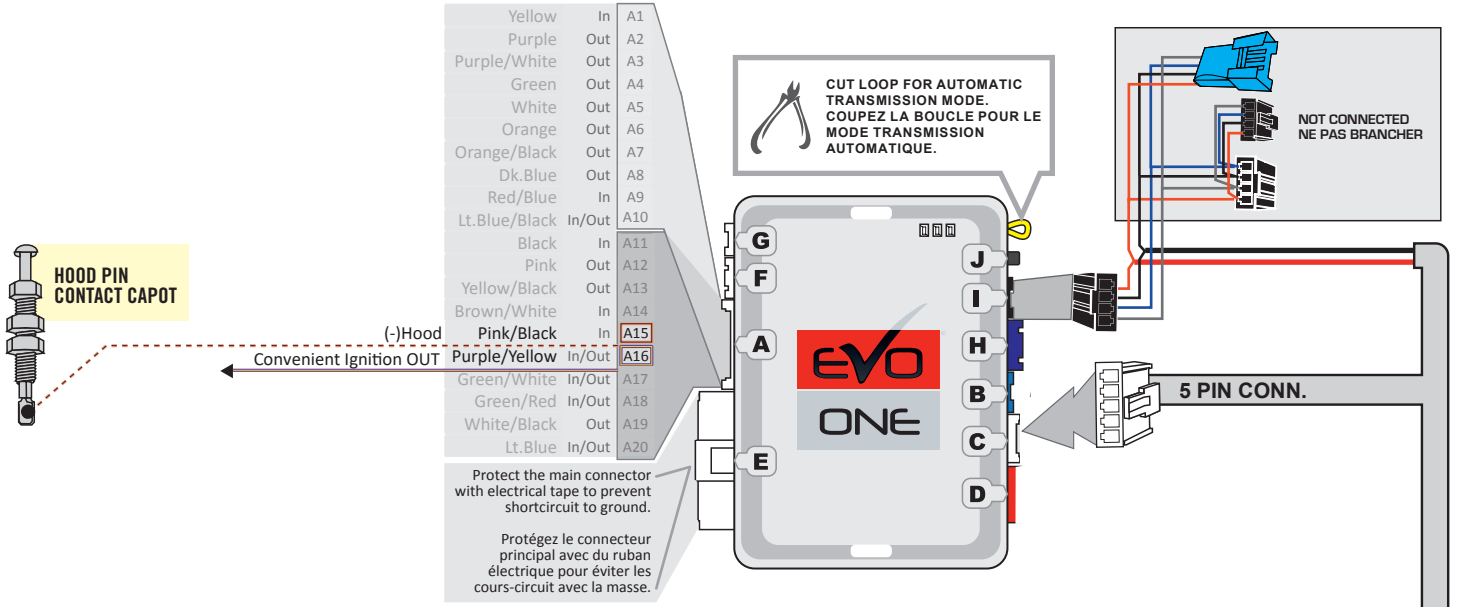 Yellow In A1
Purple Out A2
Purple/White Out A3
Green Out A4
White Out A5
Orange Out A6
Orange/Black Out A7
Dk.Blue Out A8
Red/Blue In A9
Lt.Blue/Black In/Out A10
Black In A11
Pink Out A12
Yellow/Black Out A13
Brown/White In A14
(-)Hood Pink/Black In A15
Convenient Ignition OUT Purple/Yellow In/Out A16
Green/White In/Out A17
Green/Red In/Out A18
White/Black Out A19
Lt.Blue In/Out A20
HOOD PIN
CONTACT CAPOT
Protect the main connector
with electrical tape to prevent
shortcircuit to ground.
Protégez le connecteur
principal avec du ruban
électrique pour éviter les
cours-circuit avec la masse.
CUT LOOP FOR AUTOMATIC
TRANSMISSION MODE.
COUPEZ LA BOUCLE POUR LE
MODE TRANSMISSION
AUTOMATIQUE.
G
F
A
E
J
I
H
B
C
D
EVO
ONE
NOT CONNECTED
NE PAS BRANCHER
5 PIN CONN.